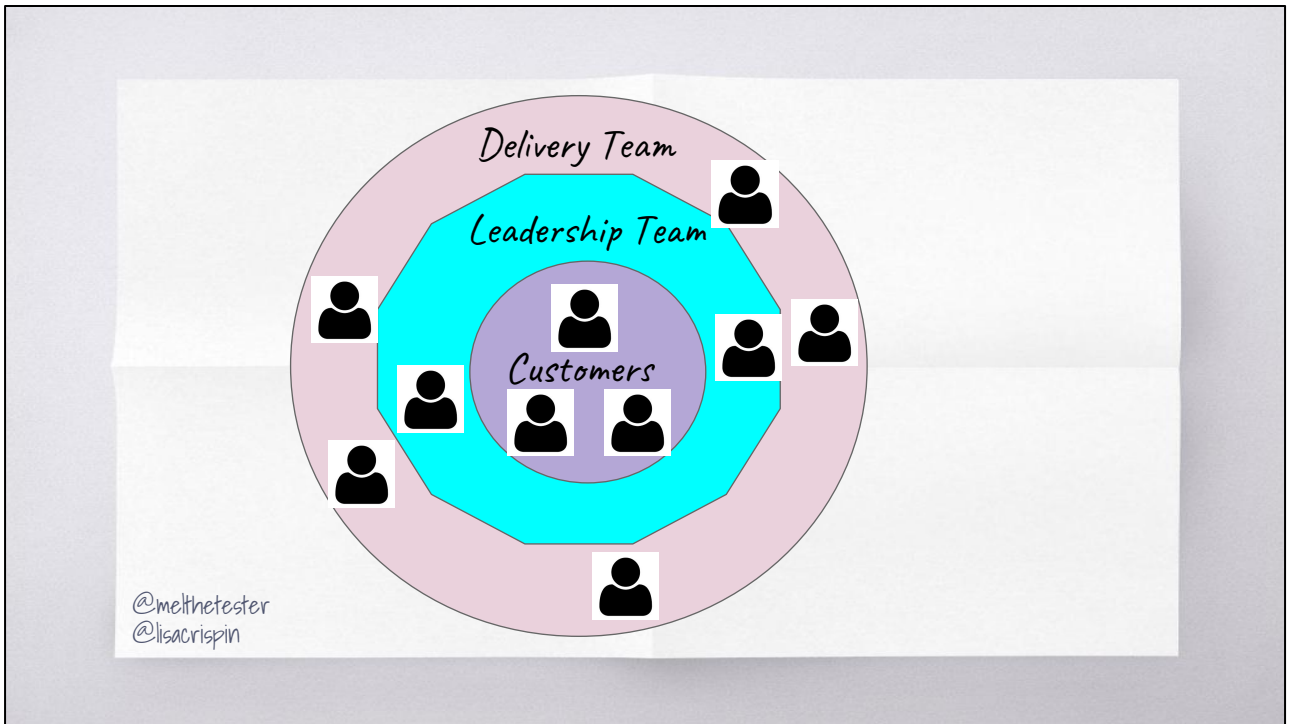 Delivery Team
Leadership Team
Customers
@melthetester
@lisacrispin